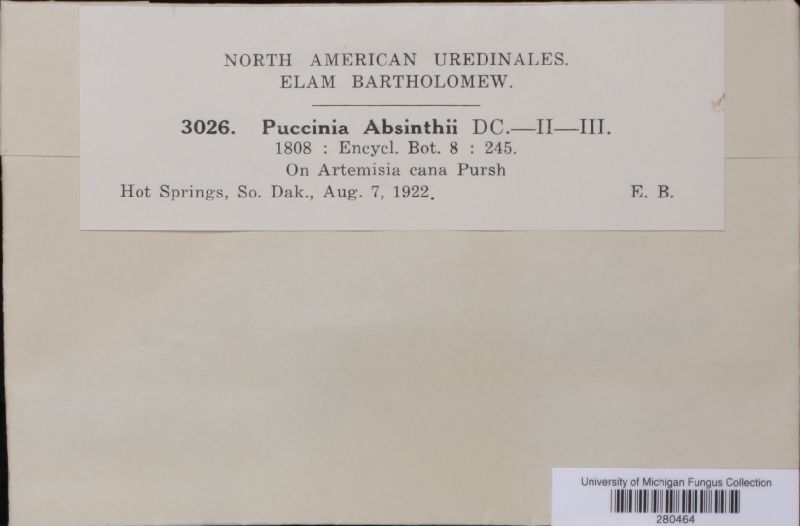 NORTH AMERICAN UREDINALES.
ELAM BARTHOLOMEW.
3026. Puccinia Absinthii DC.—II—III.
1808 : Encycl. Bot. 8 : 245.
On Artemisia cana Pursh
Hot Springs, So. Dak., Aug. 7, 1922. E. B.
University of Michigan Fungus Collection
280464